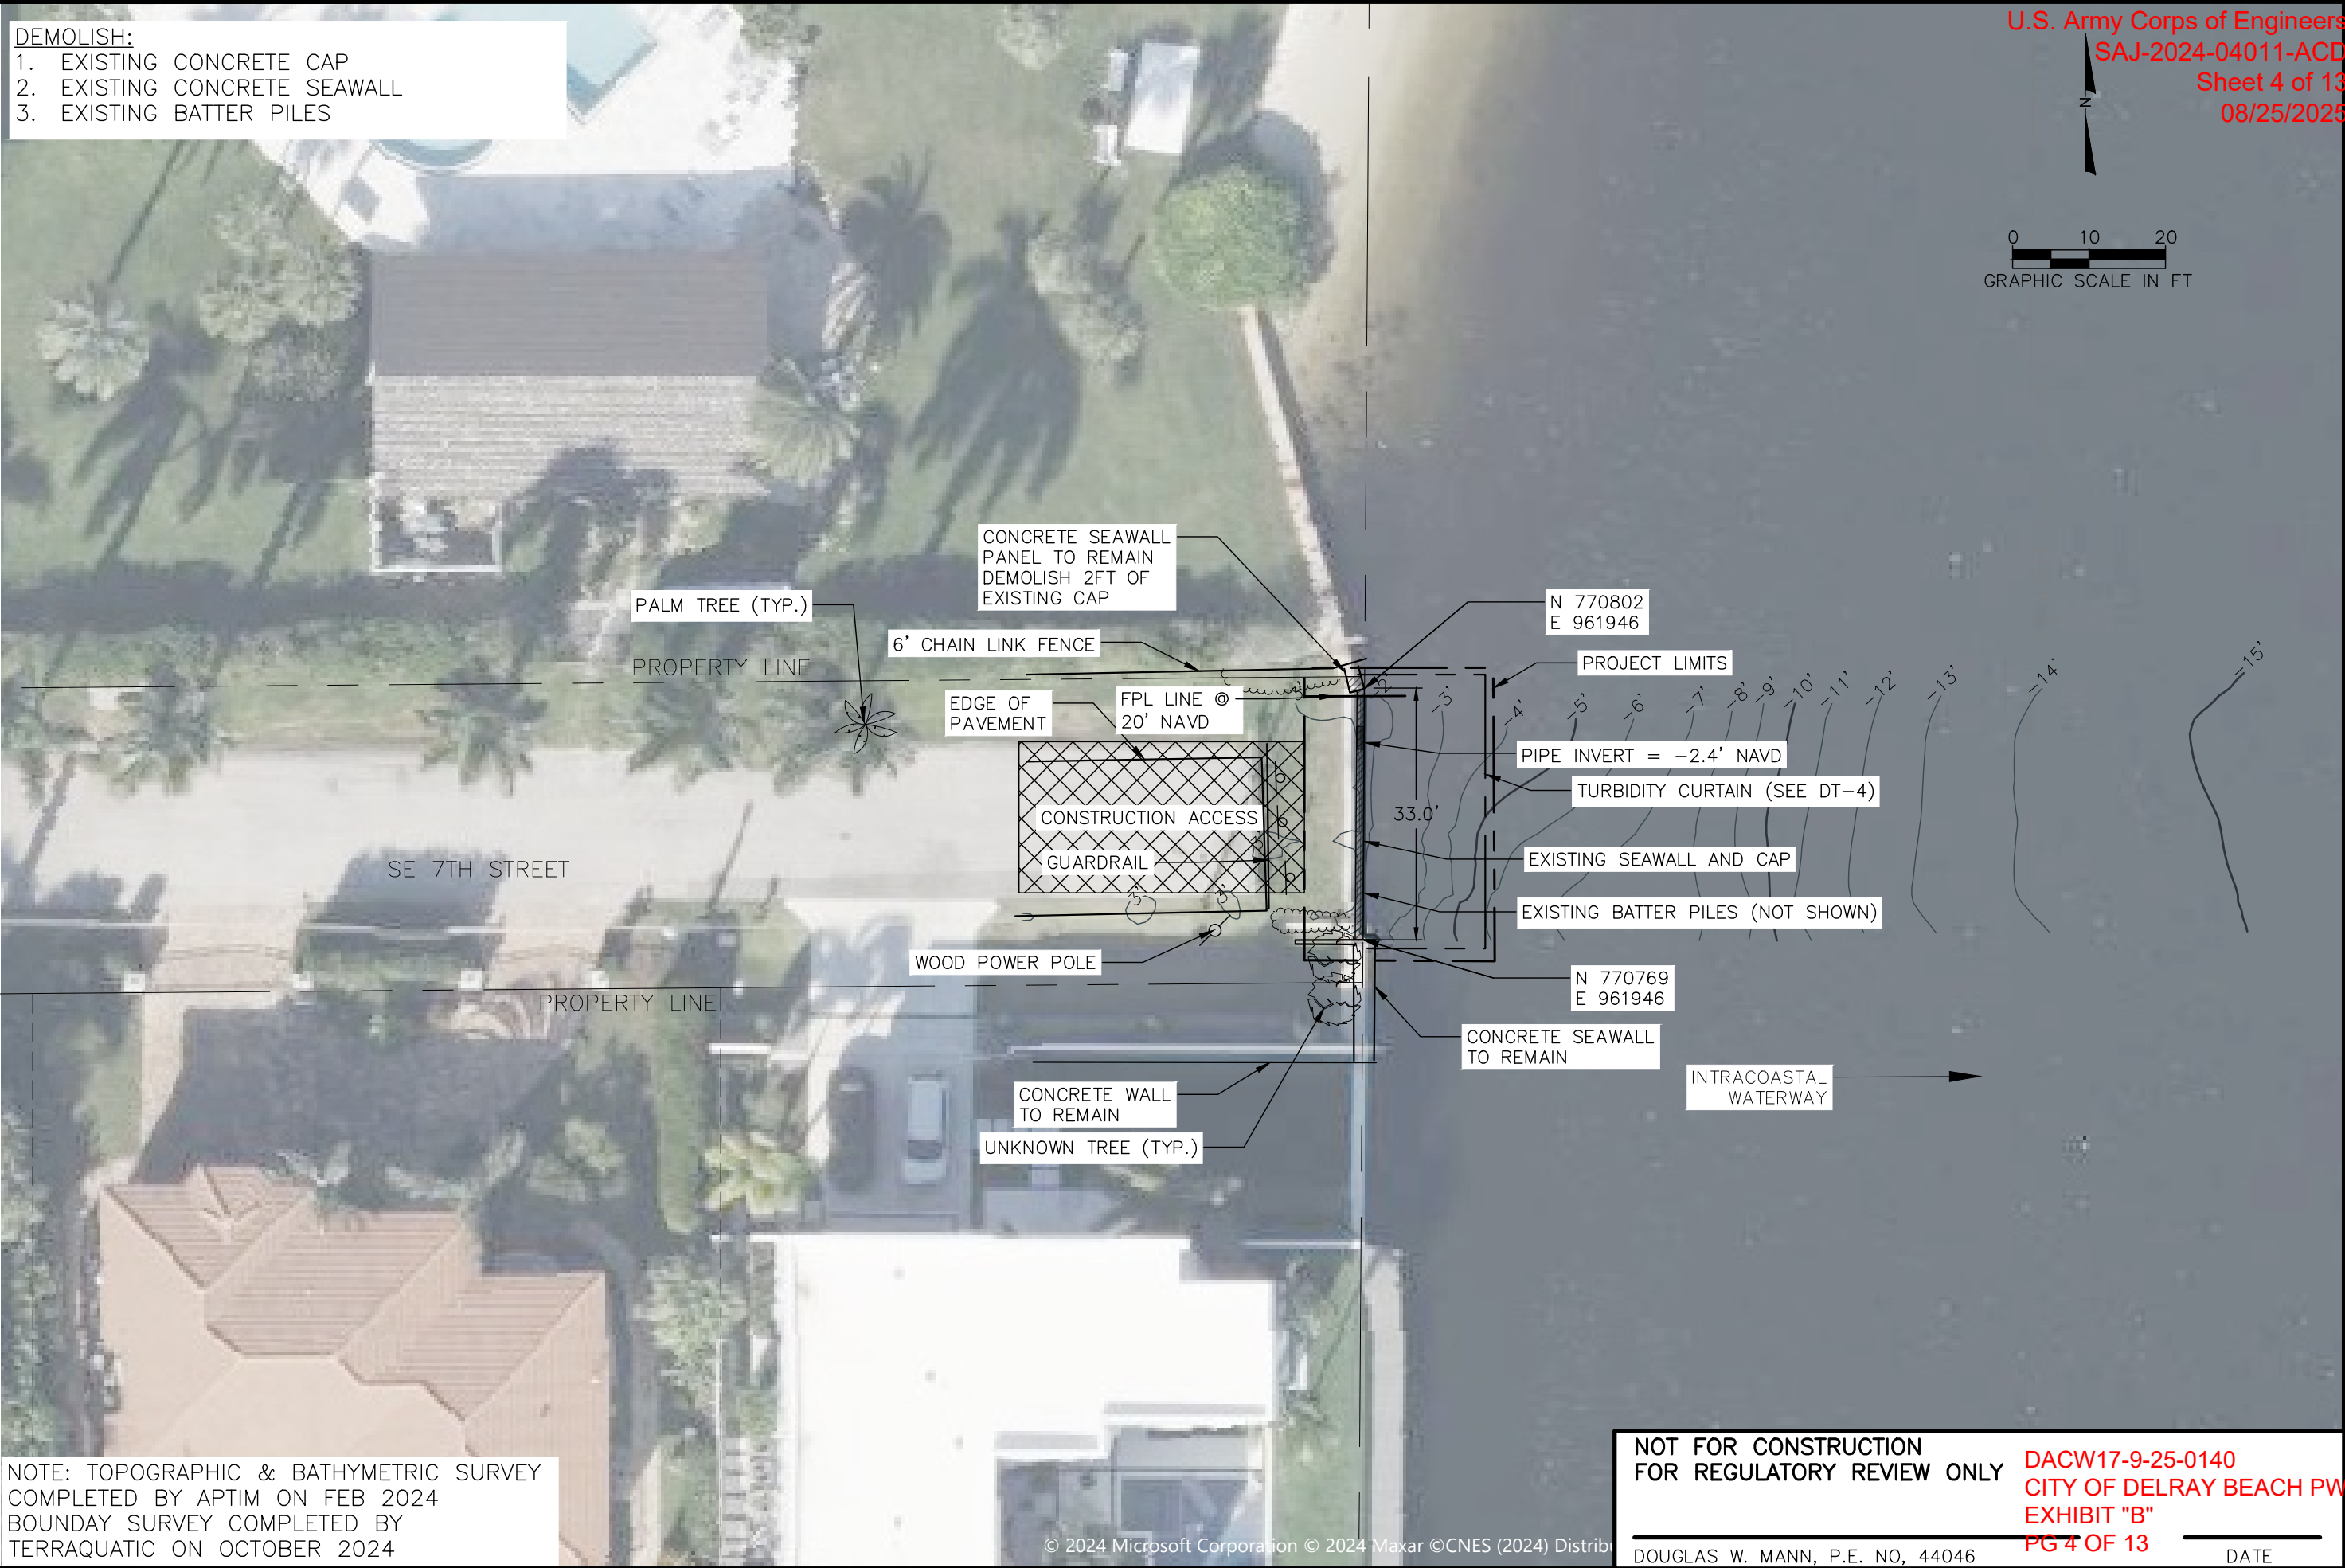 DEMOLISH:
1. EXISTING CONCRETE CAP
2. EXISTING CONCRETE SEAWALL
3. EXISTING BATTER PILES
U.S. Army Corps of Engineers
SAJ-2024-04011-ACD
Sheet 4 of 13
08/25/2025
N
0 10 20
GRAPHIC SCALE IN FT
CONCRETE SEAWALL
PANEL TO REMAIN
DEMOLISH 2FT OF
EXISTING CAP
PALM TREE (TYP.)
6' CHAIN LINK FENCE
PROPERTY LINE
EDGE OF
PAVEMENT
FPL LINE @
20' NAVD
N 770802
E 961946
PROJECT LIMITS
-2'
-3'
-4'
-5'
-6'
-7'
-8'
-9'
-10'
-11'
-12'
-13'
-14'
-15'
PIPE INVERT = -2.4' NAVD
TURBIDITY CURTAIN (SEE DT-4)
33.0'
CONSTRUCTION ACCESS
GUARDRAIL
SE 7TH STREET
EXISTING SEAWALL AND CAP
EXISTING BATTER PILES (NOT SHOWN)
3'
3'
WOOD POWER POLE
PROPERTY LINE
N 770769
E 961946
CONCRETE SEAWALL
TO REMAIN
CONCRETE WALL
TO REMAIN
UNKNOWN TREE (TYP.)
INTRACOASTAL
WATERWAY
NOTE: TOPOGRAPHIC & BATHYMETRIC SURVEY
COMPLETED BY APTIM ON FEB 2024
BOUNDAY SURVEY COMPLETED BY
TERRAQUATIC ON OCTOBER 2024
© 2024 Microsoft Corporation © 2024 Maxar ©CNES (2024) Distribu
NOT FOR CONSTRUCTION
FOR REGULATORY REVIEW ONLY
DACW17-9-25-0140
CITY OF DELRAY BEACH PW
EXHIBIT "B"
PG 4 OF 13
DOUGLAS W. MANN, P.E. NO, 44046
DATE